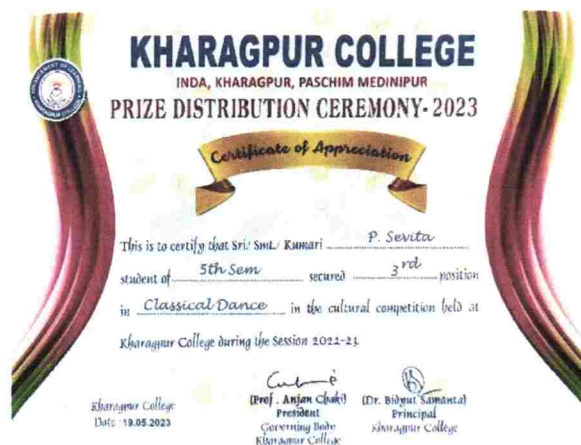 KHARAGPUR COLLEGE
INDA, KHARAGPUR, PASCHIM MEDINIPUR
PRIZE DISTRIBUTION CEREMONY- 2023
Certificate of Appreciation
This is to certify that Sri/ Smt./ Kumari P. Sevita
student of 5th Sem secured 3rd position
in Classical Dance in the cultural competition held at
Kharagpur College during the Session 2022-23.
Kharagpur College
Date : 19.05.2023
(Prof. Anjan Chaki)
President
Governing Body
Kharagpur College
(Dr. Bidyut Samanta)
Principal
Kharagpur College